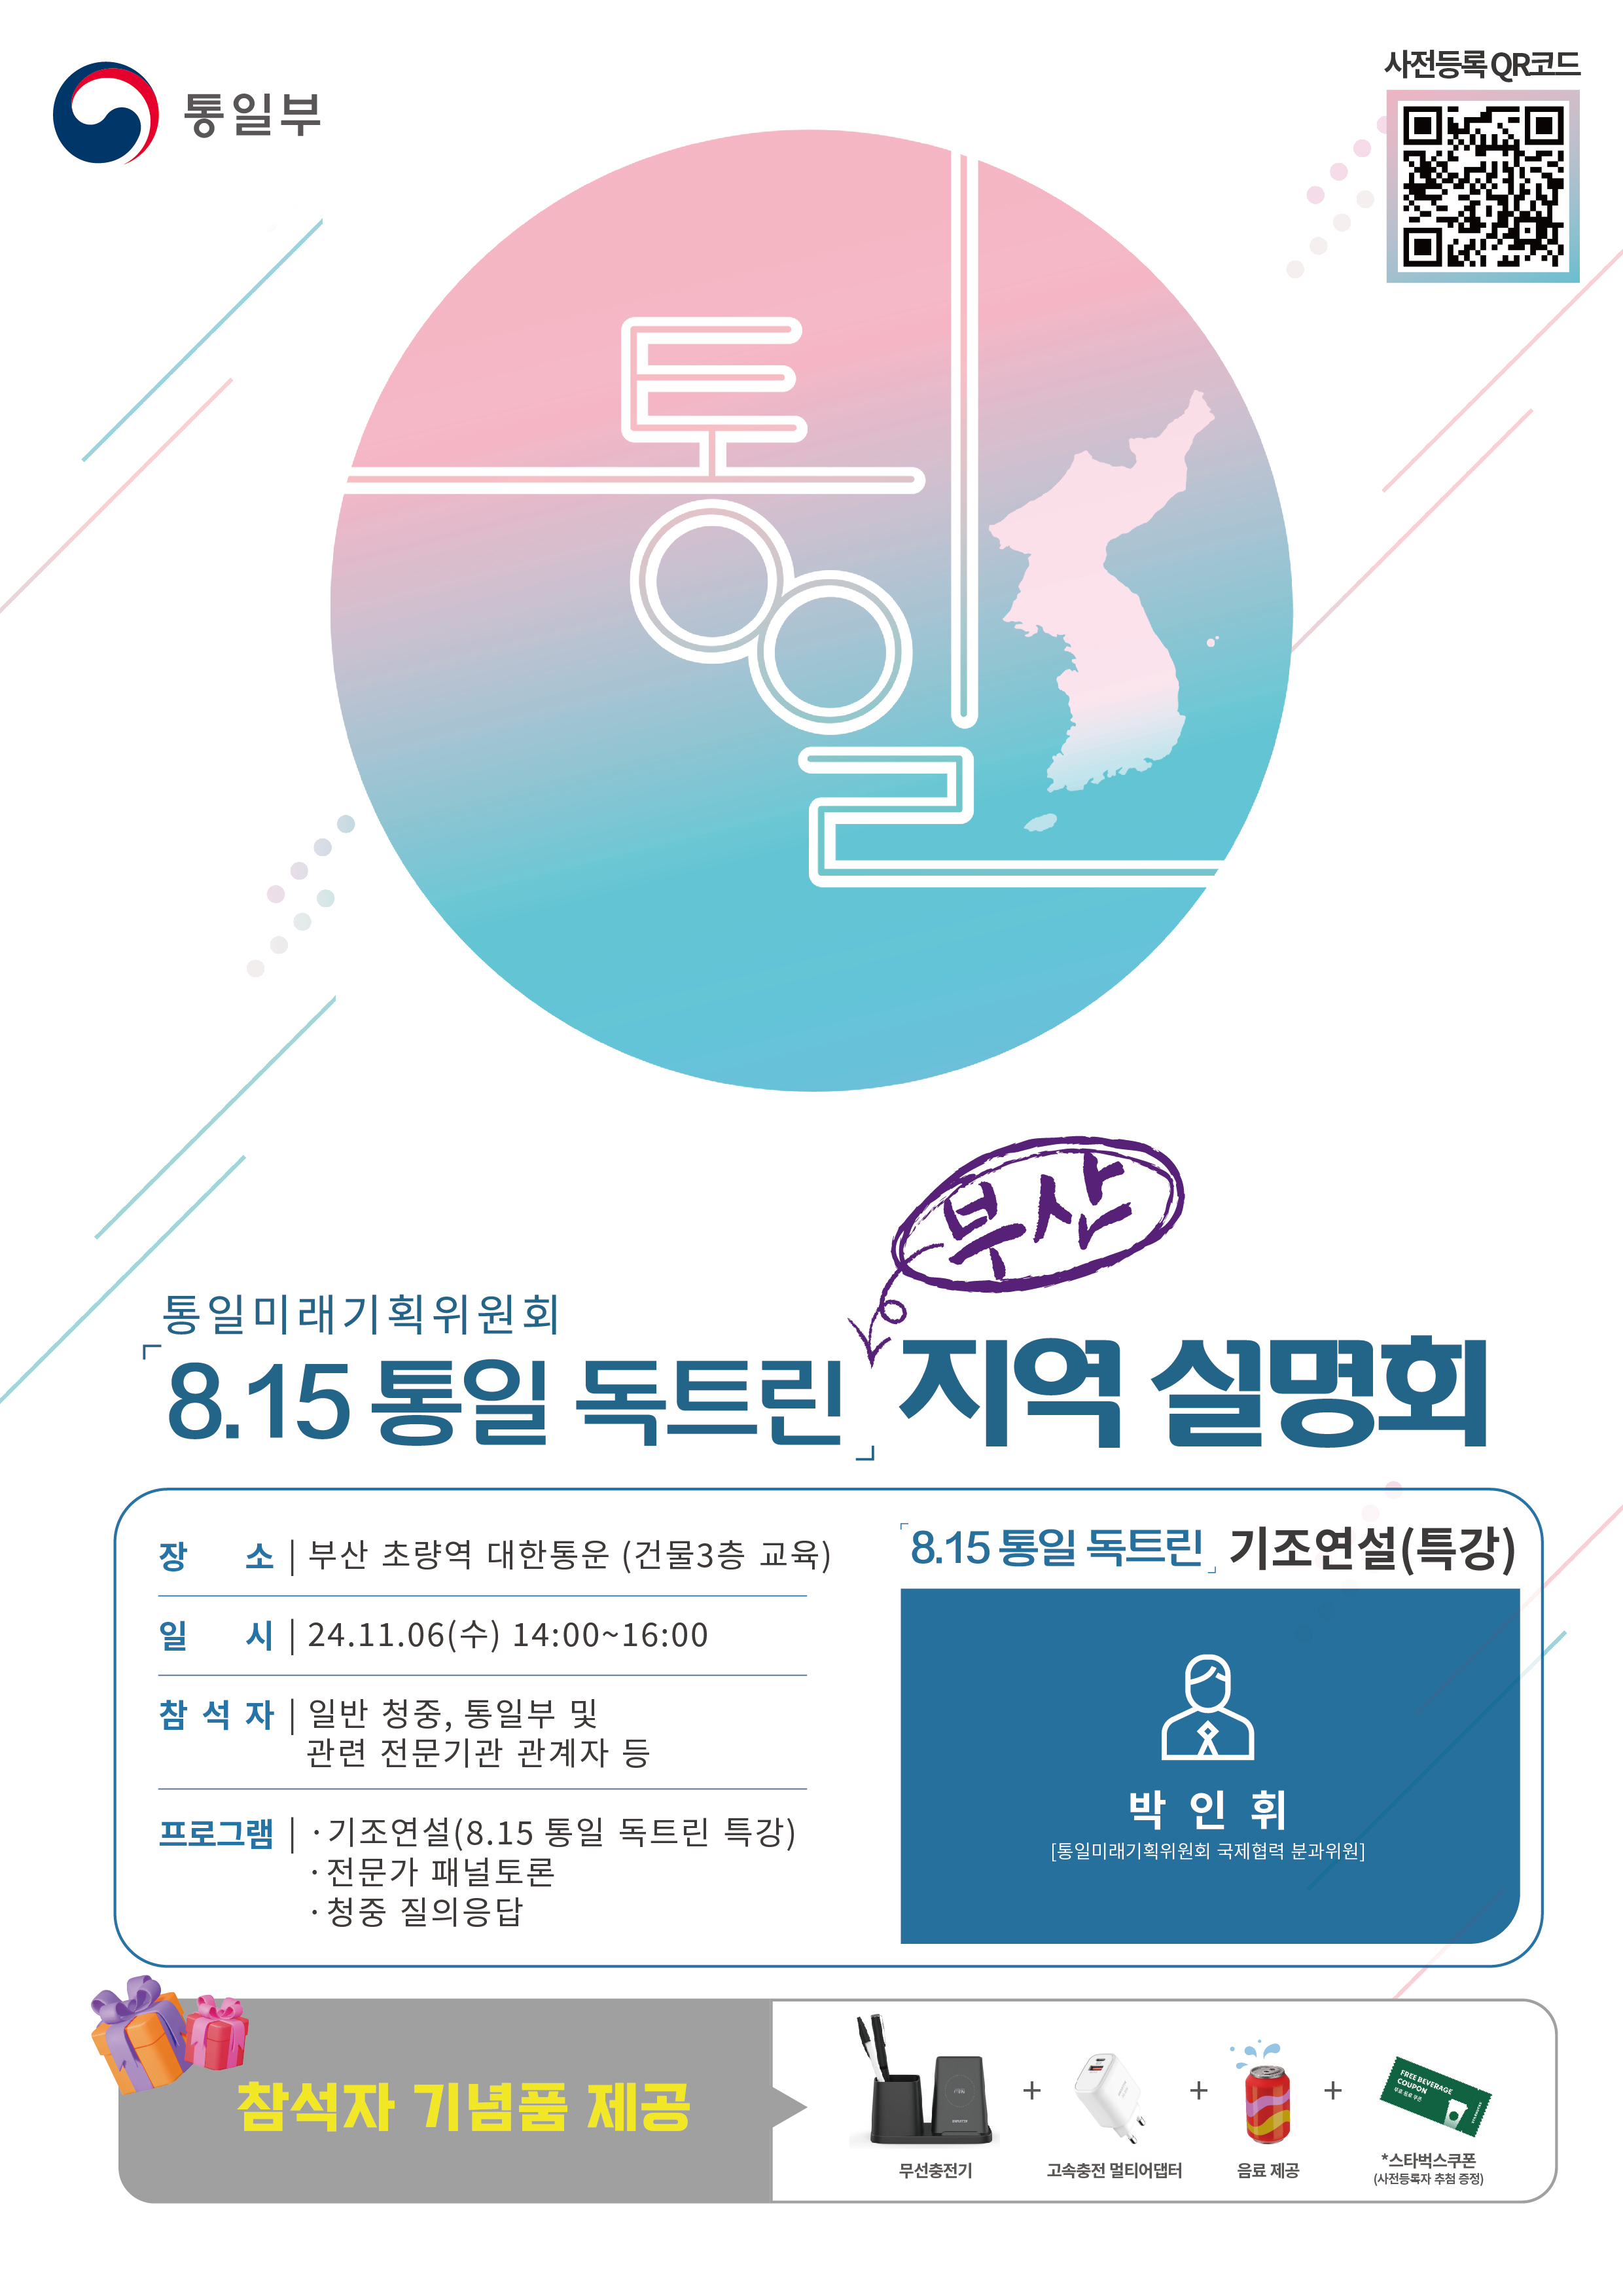 통일부
사전등록 QR코드
통일
부산
통일미래기획위원회
「8.15 통일 독트린」 지역 설명회
장 소 | 부산 초량역 대한통운 (건물3층 교육)
일 시 | 24.11.06(수) 14:00~16:00
참 석 자 | 일반 청중, 통일부 및
관련 전문기관 관계자 등
프로그램 | · 기조연설(8.15 통일 독트린 특강)
· 전문가 패널토론
· 청중 질의응답
「8.15 통일 독트린」 기조연설(특강)
박 인 휘
[통일미래기획위원회 국제협력 분과위원]
참석자 기념품 제공
무선충전기
+
고속충전 멀티어댑터
+
음료 제공
+
FREE BEVERAGE
COUPON
무료 음료 쿠폰
*스타벅스쿠폰
(사전등록자 추첨 증정)